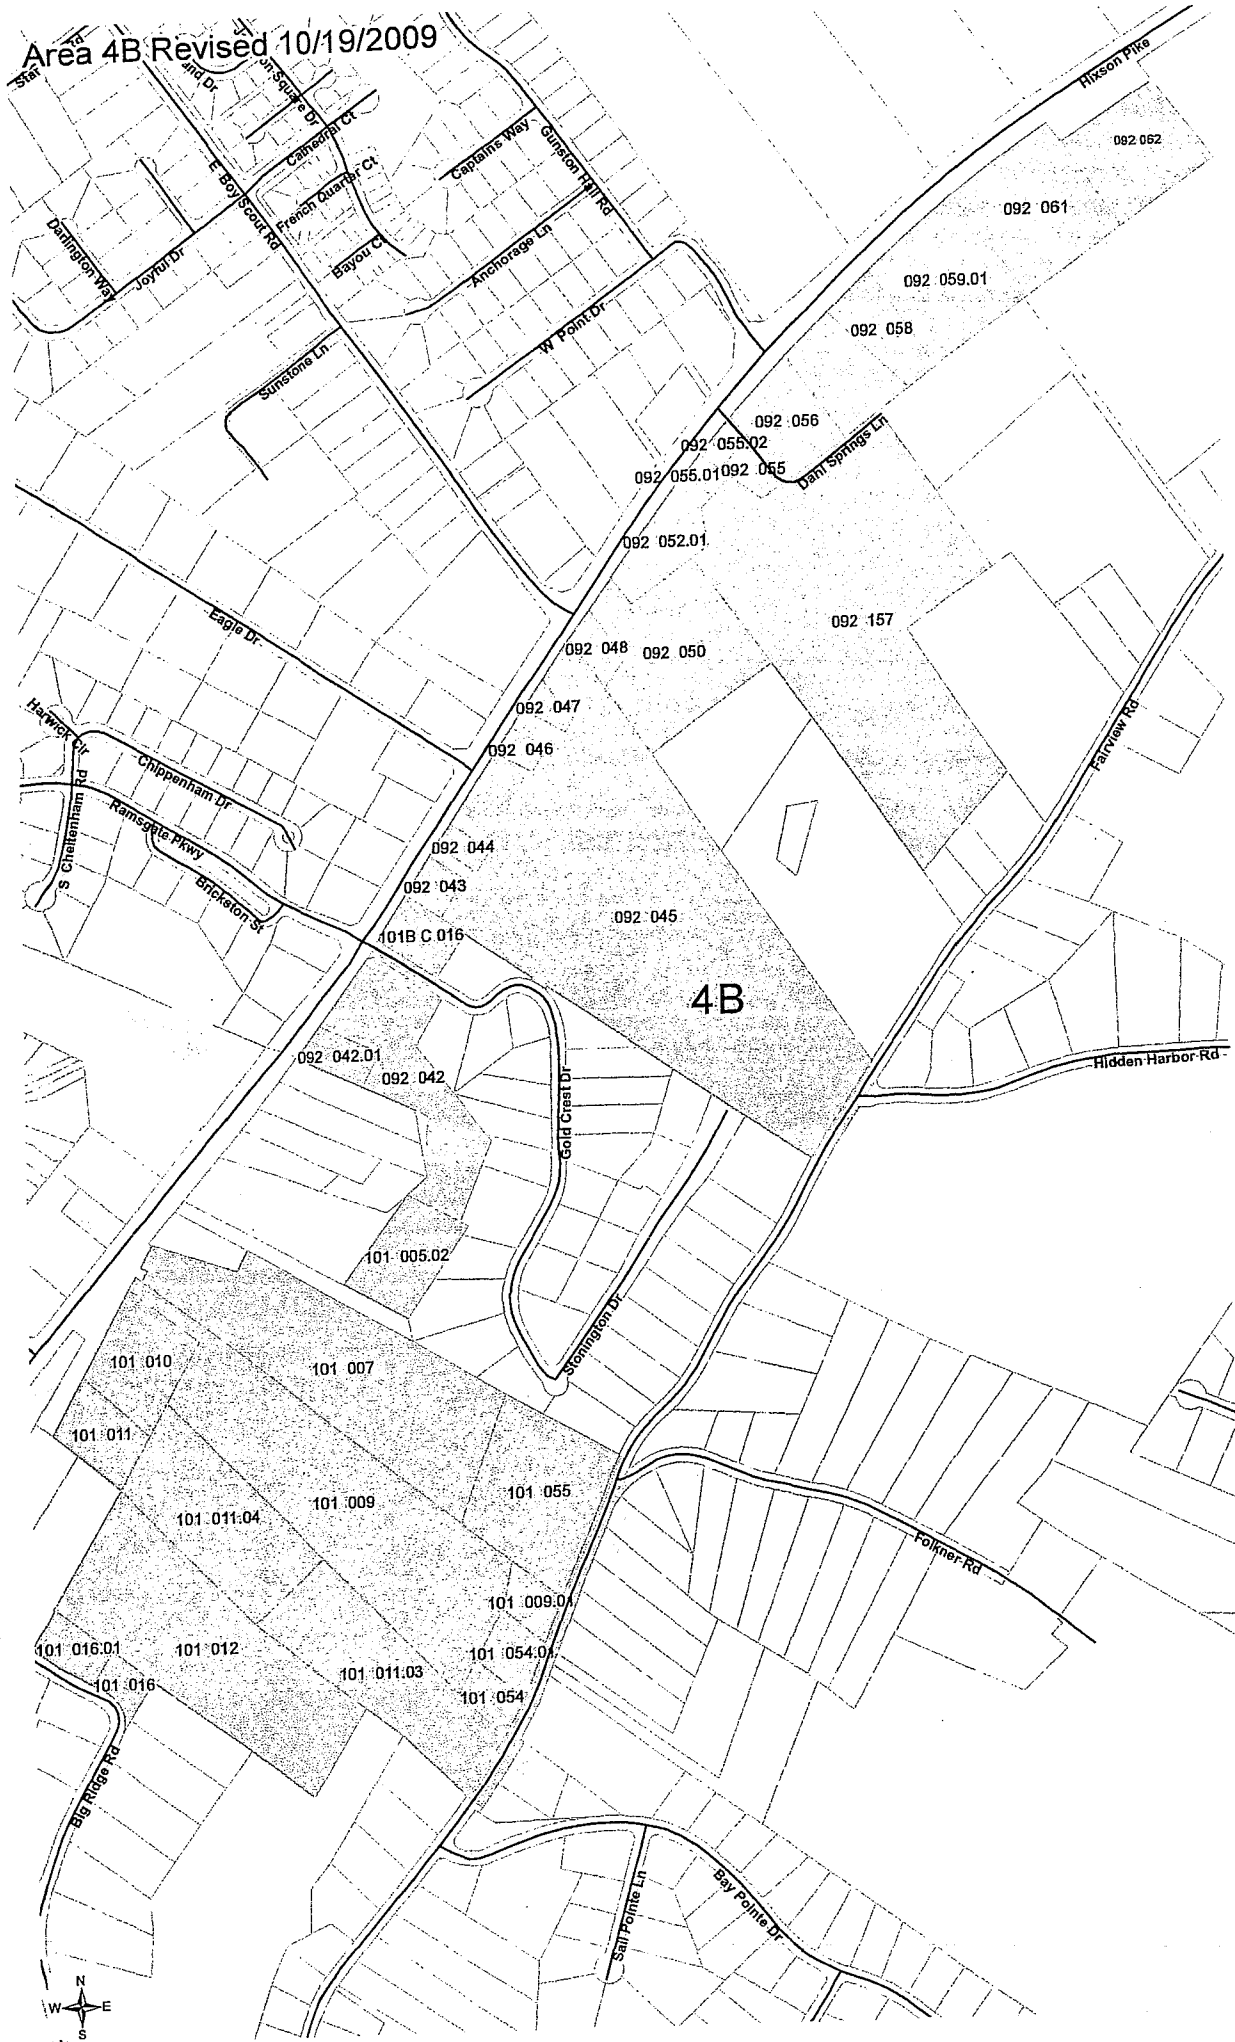 Area 4B Revised 10/19/2009
Hixson Pike
Star
and Dr
on Square Dr
Cathedral Ct
Captains Way
Gunston Hall Rd
092 062
E Boy Scout Rd
French Quarter Ct
092 061
Darlington Way
Joyful Dr
Bayou Ct
Anchorage Ln
092 059.01
W Point Dr
092 058
Sunstone Ln
092 056
092 055.02
Dahl Springs Ln
092 055.01
092 055
092 052.01
Eagle Dr
092 157
092 048
092 050
092 047
Harwick Cir
092 046
Fairview Rd
Chippenham Dr
S Cheltenham Rd
Ramsgate Pkwy
092 044
Brickston St
092 043
092 045
101B C 016
4B
092 042.01
092 042
Hidden Harbor Rd
Gold Crest Dr
101 005.02
Stonington Dr
101 010
101 007
101 011
101 055
101 009
101 011.04
Folkner Rd
101 009.01
101 016.01
101 012
101 054.01
101 011.03
101 016
101 054
Big Ridge Rd
Sail Pointe Ln
Bay Pointe Dr
N
W E
S